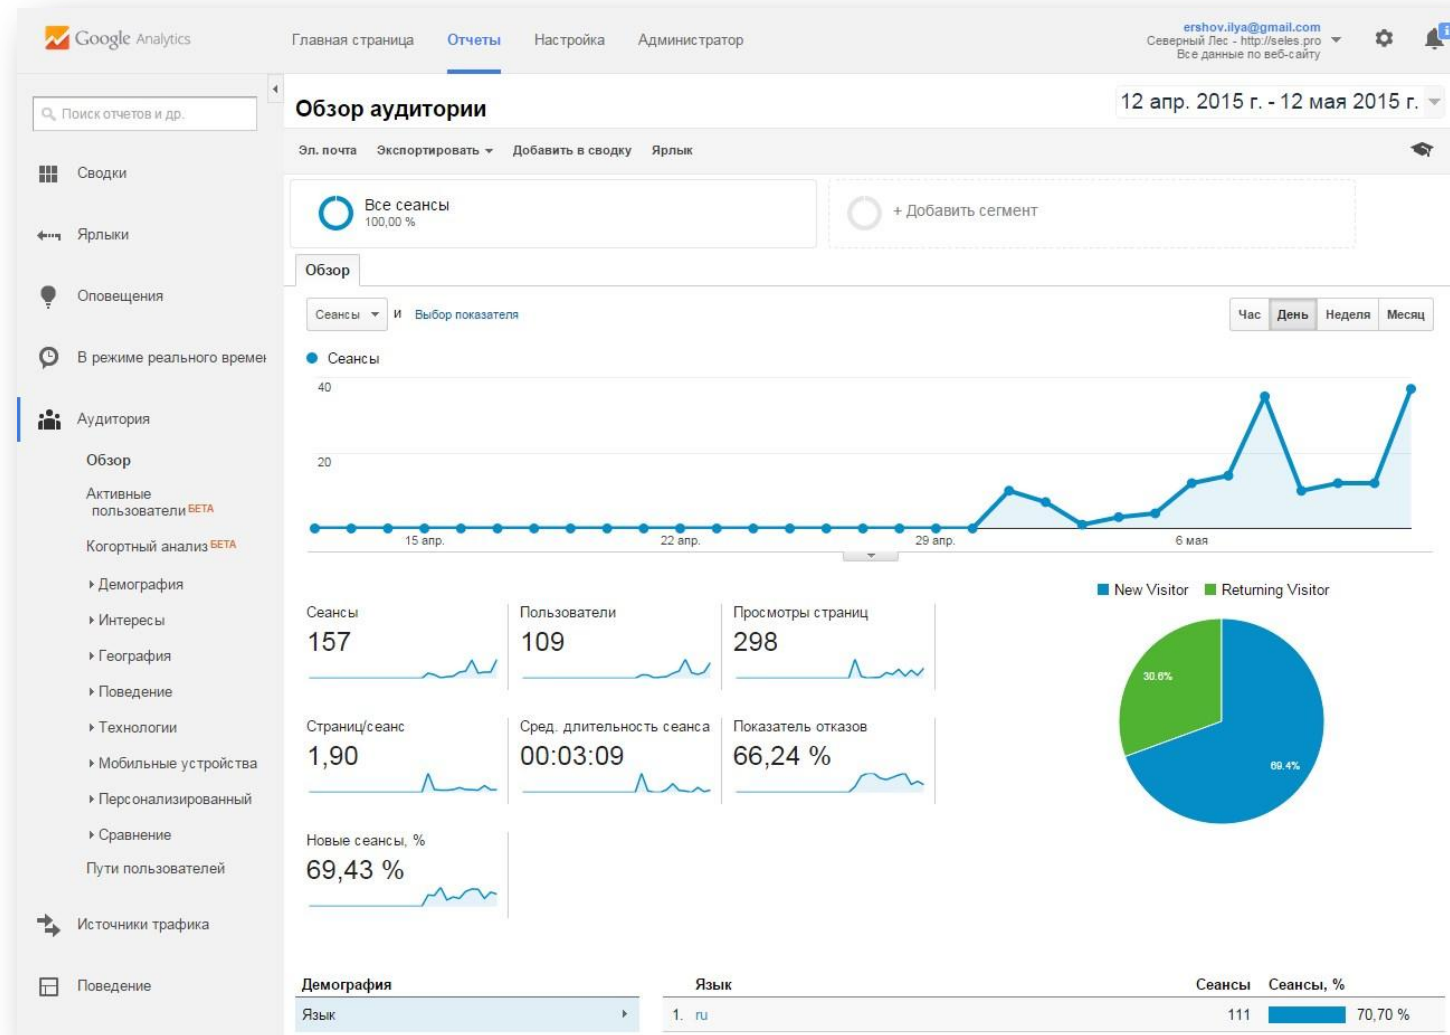 Google Analytics
Главная страница Отчеты Настройка Администратор
ershov.ilya@gmail.com
Северный Лес - http://seles.pro
Все данные по веб-сайту
Поиск отчетов и др.
Обзор аудитории
12 апр. 2015 г. - 12 мая 2015 г.
Эл. почта Экспортировать Добавить в сводку Ярлык
Сводки
Ярлыки
Оповещения
В режиме реального времен
Аудитория
Обзор
Активные
пользователи БЕТА
Когортный анализ БЕТА
Демография
Интересы
География
Поведение
Технологии
Мобильные устройства
Персонализированный
Сравнение
Пути пользователей
Источники трафика
Поведение
Все сеансы
100,00 %
+ Добавить сегмент
Обзор
Сеансы и Выбор показателя
Час День Неделя Месяц
Сеансы
40
20
15 апр. 22 апр. 29 апр. 6 мая
New Visitor Returning Visitor
30.6%
69.4%
Сеансы
157
Пользователи
109
Просмотры страниц
298
Страниц/сеанс
1,90
Сред. длительность сеанса
00:03:09
Показатель отказов
66,24 %
Новые сеансы, %
69,43 %
Демография
Язык
Язык Сеансы Сеансы, %
1. ru 111 70,70 %